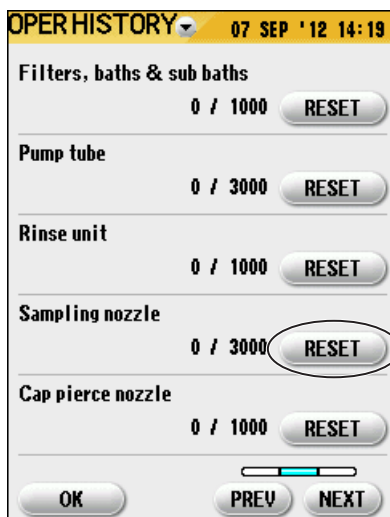 OPER HISTORY 07 SEP '12 14:19
Filters, baths & sub baths
0 / 1000 RESET
Pump tube
0 / 3000 RESET
Rinse unit
0 / 1000 RESET
Sampling nozzle
0 / 3000 RESET
Cap pierce nozzle
0 / 1000 RESET
OK PREV NEXT